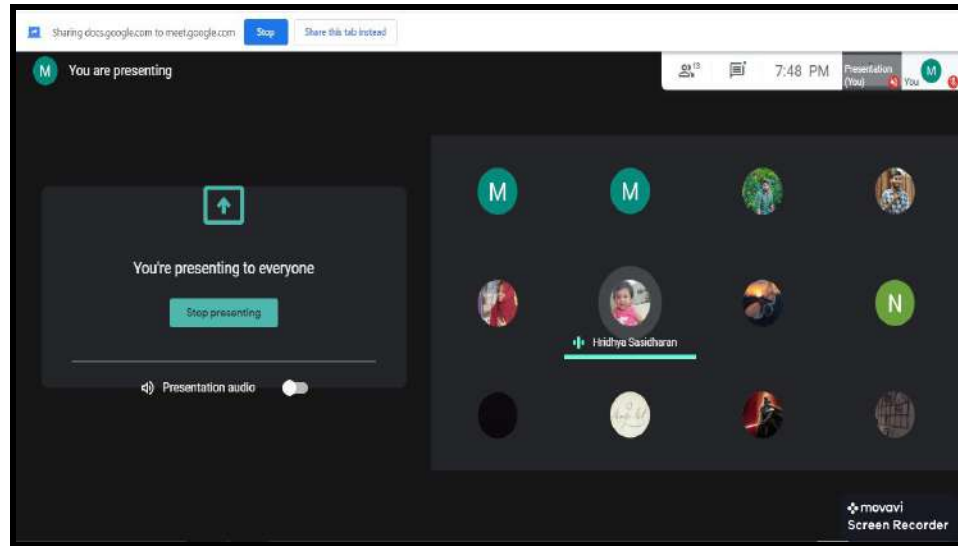 Sharing docs.google.com to meet.google.com Stop Share this tab instead
M You are presenting
13 7:48 PM Presentation (You) You M
M M
You're presenting to everyone
Stop presenting
N
Hridhya Sasidharan
Presentation audio
movavi
Screen Recorder